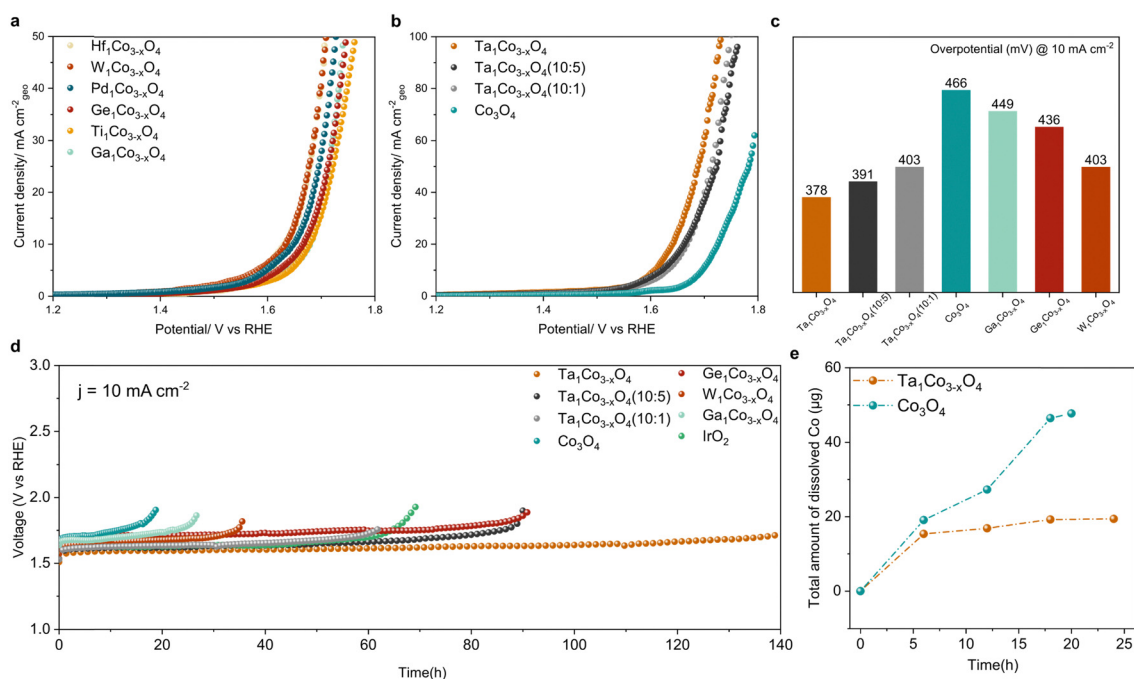 a
50
40
30
20
10
0
Current density/ mA cm⁻²geo
Hf₁Co₃₋ₓO₄
W₁Co₃₋ₓO₄
Pd₁Co₃₋ₓO₄
Ge₁Co₃₋ₓO₄
Ti₁Co₃₋ₓO₄
Ga₁Co₃₋ₓO₄
1.2 1.4 1.6 1.8
Potential/ V vs RHE
b
100
80
60
40
20
0
Current density/ mA cm⁻²geo
Ta₁Co₃₋ₓO₄
Ta₁Co₃₋ₓO₄(10:5)
Ta₁Co₃₋ₓO₄(10:1)
Co₃O₄
1.2 1.4 1.6 1.8
Potential/ V vs RHE
c
Overpotential (mV) @ 10 mA cm⁻²
378
391
403
466
449
436
403
Ta₁Co₃₋ₓO₄
Ta₁Co₃₋ₓO₄(10:5)
Ta₁Co₃₋ₓO₄(10:1)
Co₃O₄
Ga₁Co₃₋ₓO₄
Ge₁Co₃₋ₓO₄
W₁Co₃₋ₓO₄
d
3.0
2.5
2.0
1.5
1.0
Voltage (V vs RHE)
j = 10 mA cm⁻²
Ta₁Co₃₋ₓO₄
Ta₁Co₃₋ₓO₄(10:5)
Ta₁Co₃₋ₓO₄(10:1)
Co₃O₄
Ge₁Co₃₋ₓO₄
W₁Co₃₋ₓO₄
Ga₁Co₃₋ₓO₄
IrO₂
0 20 40 60 80 100 120 140
Time(h)
e
60
40
20
0
Total amount of dissolved Co (μg)
Ta₁Co₃₋ₓO₄
Co₃O₄
0 5 10 15 20 25
Time(h)